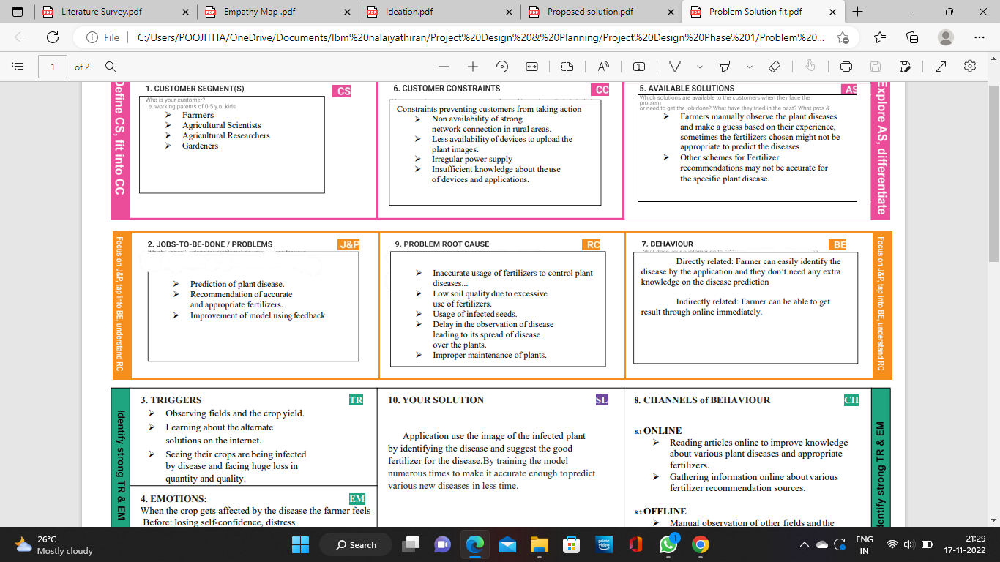 Literature Survey.pdf
Empathy Map .pdf
Ideation.pdf
Proposed solution.pdf
Problem Solution fit.pdf
File
C:/Users/POOJITHA/OneDrive/Documents/Ibm%20nalaiyathiran/Project%20Design%20&%20Planning/Project%20Design%20Phase%201/Problem%20...
1
of 2
Define CS, fit into CC
1. CUSTOMER SEGMENT(S)
CS
Who is your customer?
i.e. working parents of 0-5 y.o. kids
➢ Farmers
➢ Agricultural Scientists
➢ Agricultural Researchers
➢ Gardeners
6. CUSTOMER CONSTRAINTS
CC
Constraints preventing customers from taking action
➢ Non availability of strong
network connection in rural areas.
➢ Less availability of devices to upload the
plant images.
➢ Irregular power supply
➢ Insufficient knowledge about the use
of devices and applications.
5. AVAILABLE SOLUTIONS
AS
Which solutions are available to the customers when they face the
problem
or need to get the job done? What have they tried in the past? What pros &
➢ Farmers manually observe the plant diseases
and make a guess based on their experience,
sometimes the fertilizers chosen might not be
appropriate to predict the diseases.
➢ Other schemes for Fertilizer
recommendations may not be accurate for
the specific plant disease.
Explore AS, differentiate
Focus on J&P, tap into BE, understand RC
2. JOBS-TO-BE-DONE / PROBLEMS
J&P
➢ Prediction of plant disease.
➢ Recommendation of accurate
and appropriate fertilizers.
➢ Improvement of model using feedback
9. PROBLEM ROOT CAUSE
RC
➢ Inaccurate usage of fertilizers to control plant
diseases...
➢ Low soil quality due to excessive
use of fertilizers.
➢ Usage of infected seeds.
➢ Delay in the observation of disease
leading to its spread of disease
over the plants.
➢ Improper maintenance of plants.
7. BEHAVIOUR
BE
Directly related: Farmer can easily identify the
disease by the application and they don't need any extra
knowledge on the disease prediction
Indirectly related: Farmer can be able to get
result through online immediately.
Focus on J&P, tap into BE, understand RC
Identify strong TR & EM
3. TRIGGERS
TR
➢ Observing fields and the crop yield.
➢ Learning about the alternate
solutions on the internet.
➢ Seeing their crops are being infected
by disease and facing huge loss in
quantity and quality.
4. EMOTIONS:
EM
When the crop gets affected by the disease the farmer feels
Before: losing self-confidence, distress
10. YOUR SOLUTION
SL
Application use the image of the infected plant
by identifying the disease and suggest the good
fertilizer for the disease.By training the model
numerous times to make it accurate enough to predict
various new diseases in less time.
8. CHANNELS of BEHAVIOUR
CH
8.1 ONLINE
➢ Reading articles online to improve knowledge
about various plant diseases and appropriate
fertilizers.
➢ Gathering information online about various
fertilizer recommendation sources.
8.2 OFFLINE
➢ Manual observation of other fields and the
Identify strong TR & EM
26°C
Mostly cloudy
Search
prime
video
1
ENG
IN
21:29
17-11-2022